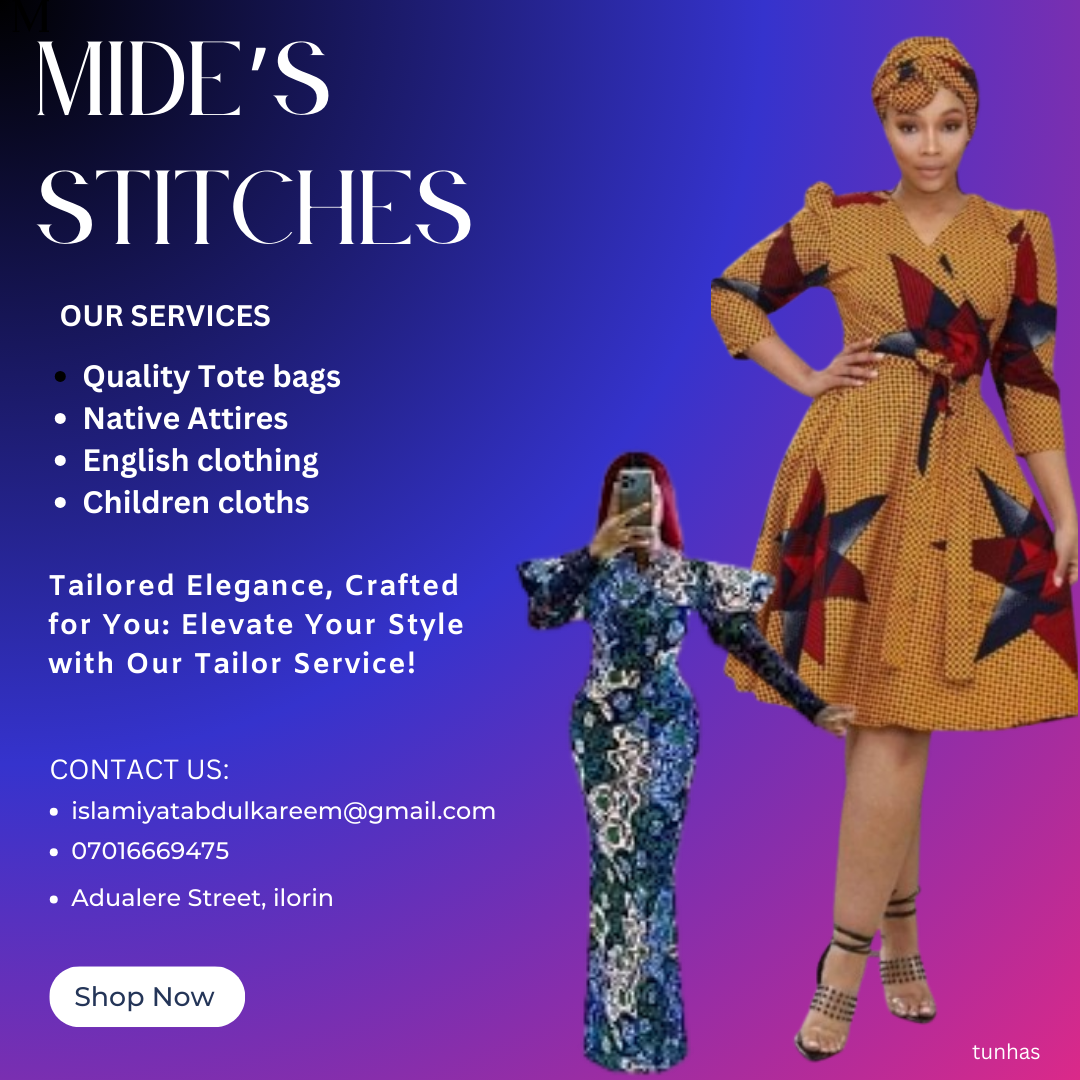 M
MIDE'S
STITCHES
OUR SERVICES
• Quality Tote bags
• Native Attires
• English clothing
• Children cloths
Tailored Elegance, Crafted
for You: Elevate Your Style
with Our Tailor Service!
CONTACT US:
• islamiyatabdulkareem@gmail.com
• 07016669475
• Adualere Street, ilorin
Shop Now
tunhas